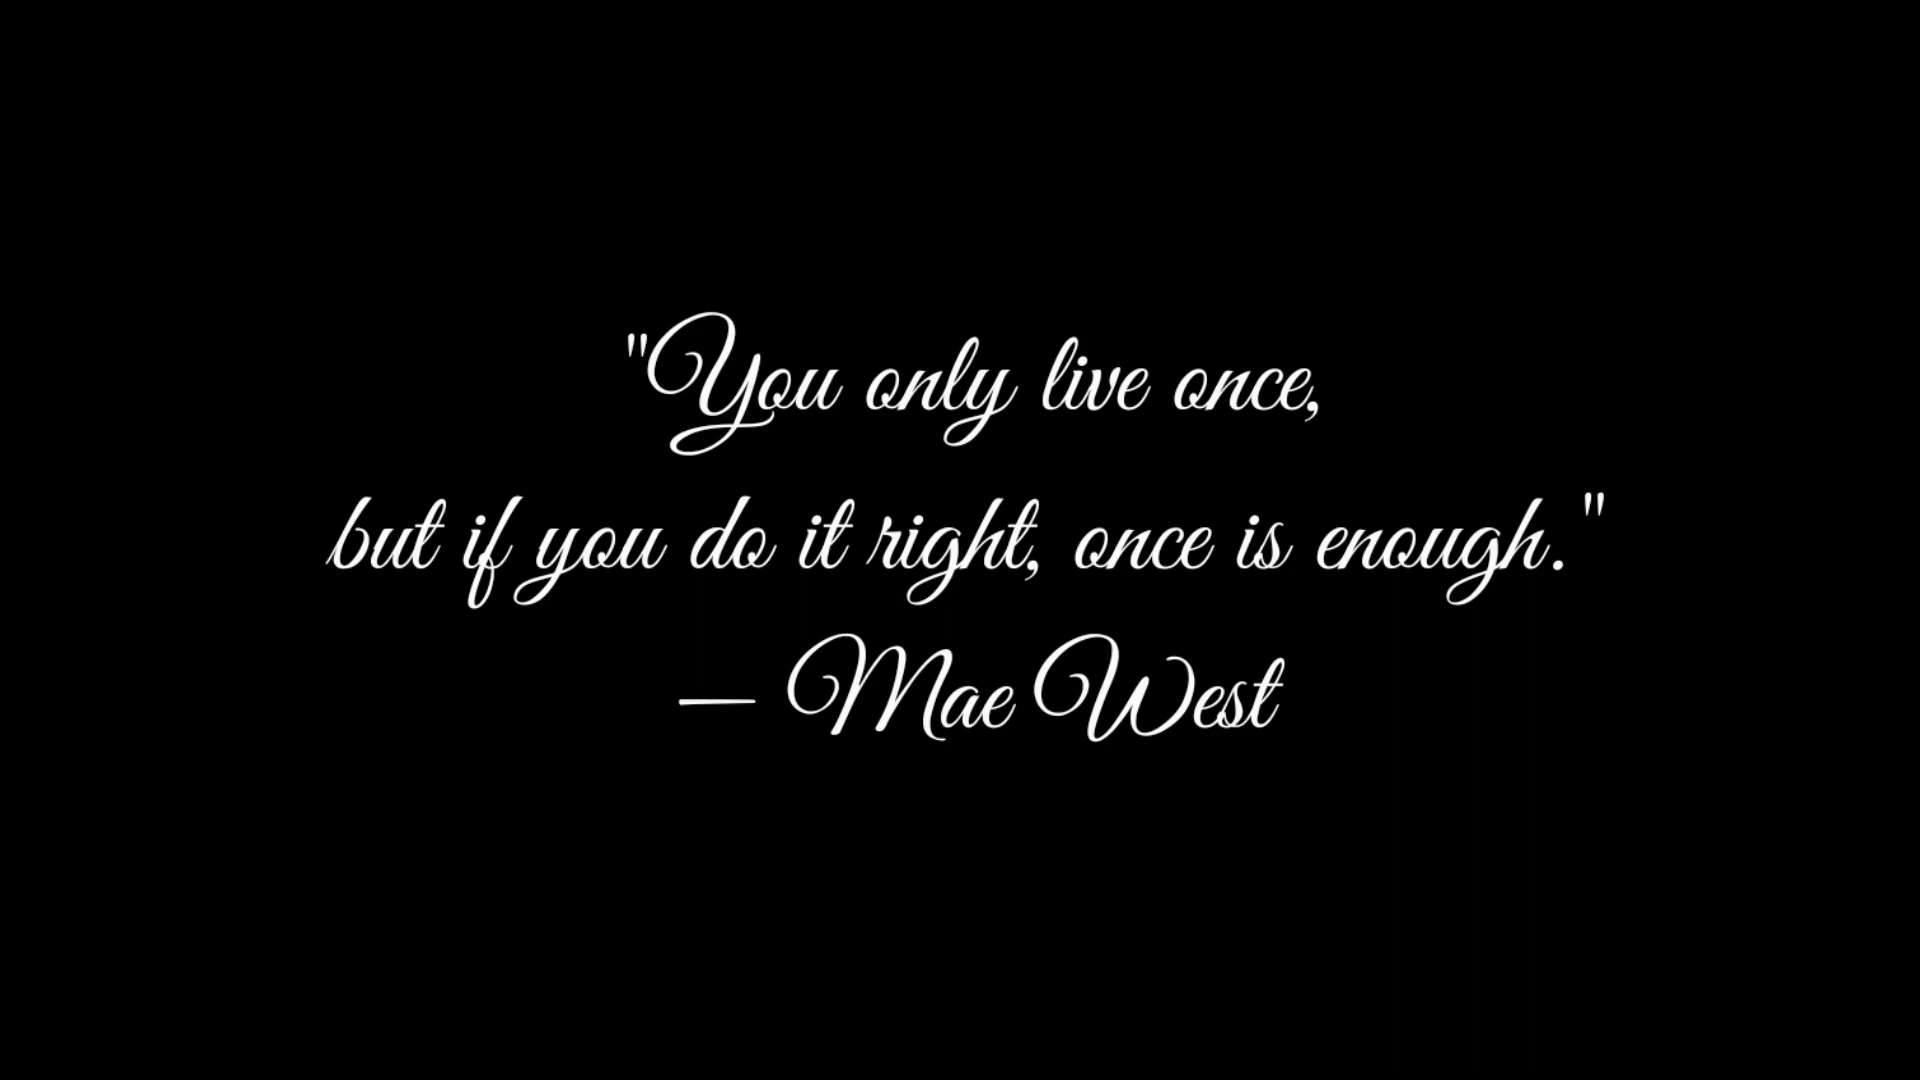 "You only live once,
but if you do it right, once is enough."
— Mae West